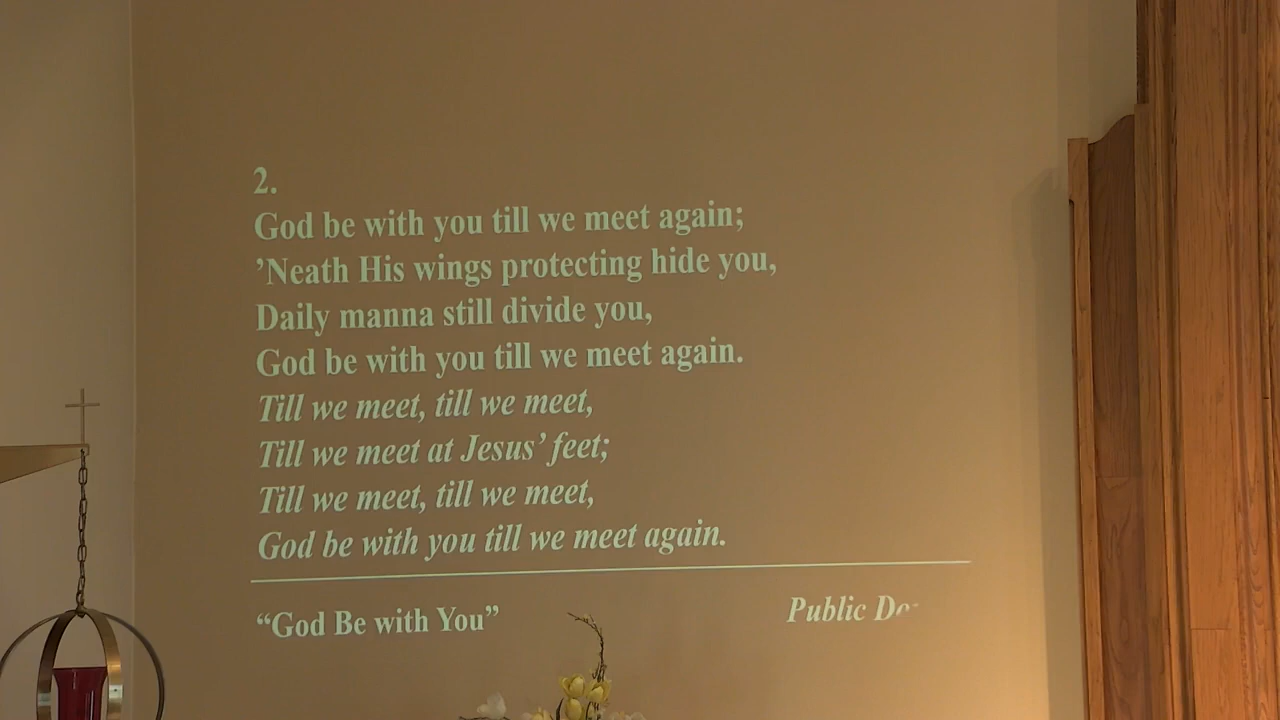 2.
God be with you till we meet again;
’Neath His wings protecting hide you,
Daily manna still divide you,
God be with you till we meet again.
Till we meet, till we meet,
Till we meet at Jesus’ feet;
Till we meet, till we meet,
God be with you till we meet again.
“God Be with You”
Public